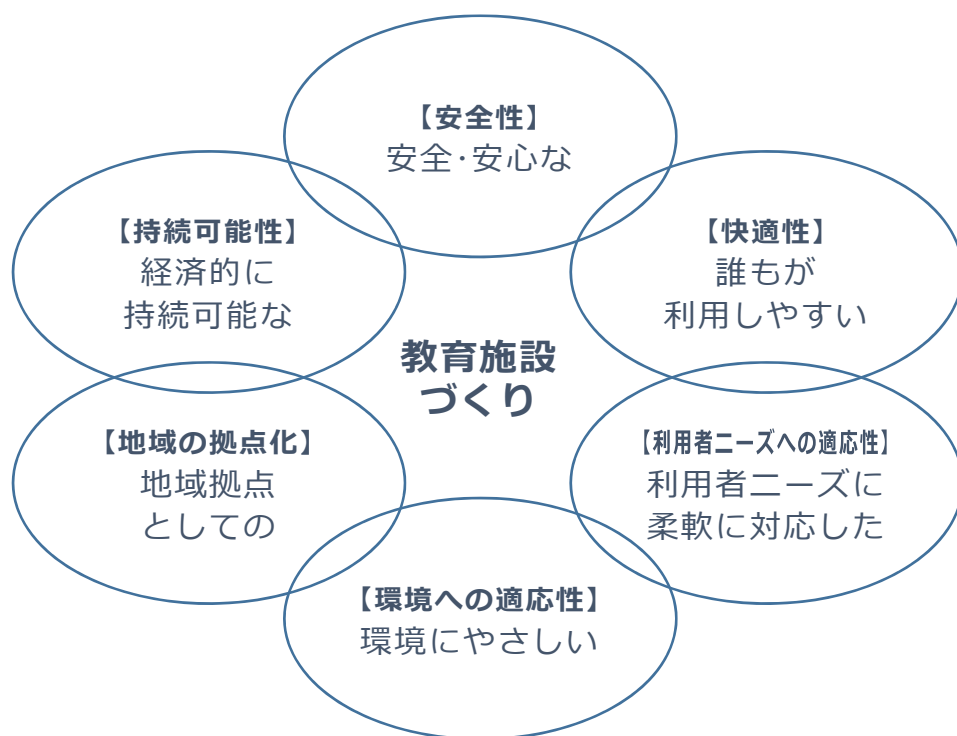 【安全性】
安全･安心な
【持続可能性】
経済的に
持続可能な
【快適性】
誰もが
利用しやすい
教育施設
づくり
【地域の拠点化】
地域拠点
としての
【利用者ニーズへの適応性】
利用者ニーズに
柔軟に対応した
【環境への適応性】
環境にやさしい